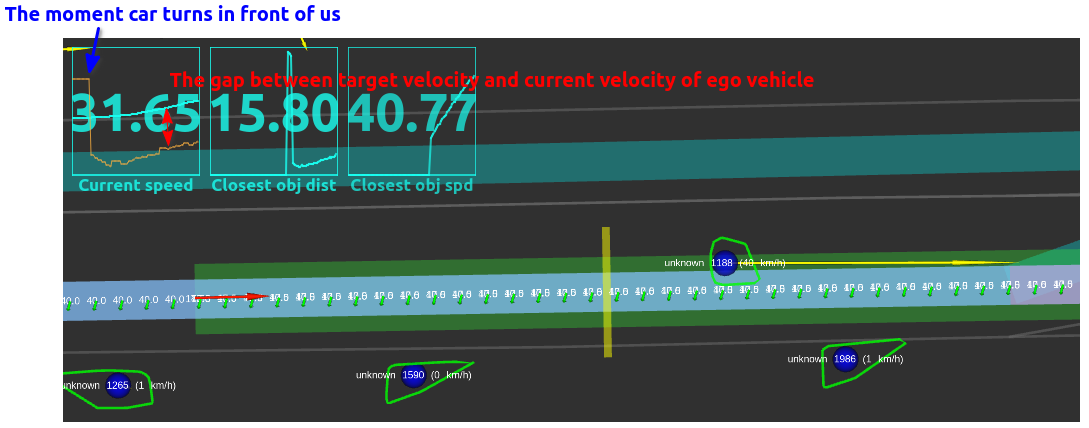 The moment car turns in front of us
The gap between target velocity and current velocity of ego vehicle
31.65 15.80 40.77
Current speed Closest obj dist Closest obj spd
unknown 1188 (40 km/h)
40.0 40.0 40.0 40.0 40.0
unknown 1986 (1 km/h)
unknown 1590 (0 km/h)
unknown 1265 (1 km/h)